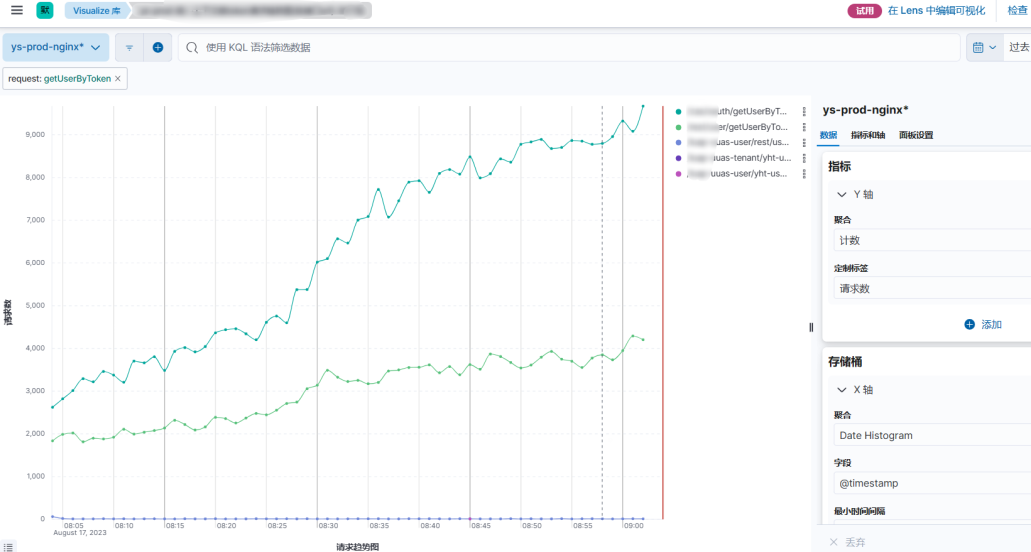 默
Visualize 库
试用
在 Lens 中编辑可视化
检查
ys-prod-nginx*
使用 KQL 语法筛选数据
过去
request: getUserByToken ×
9,000
8,000
7,000
6,000
5,000
4,000
3,000
2,000
1,000
0
请求数
08:05
08:10
08:15
08:20
08:25
08:30
08:35
08:40
08:45
08:50
08:55
09:00
August 17, 2023
请求趋势图
uth/getUserByT...
er/getUserByTo...
uas-user/rest/us...
uas-tenant/yht-u...
uuas-user/yht-us...
ys-prod-nginx*
数据
指标和轴
面板设置
指标
Y 轴
聚合
计数
定制标签
请求数
添加
存储桶
X 轴
聚合
Date Histogram
字段
@timestamp
最小时间间隔
× 丢弃